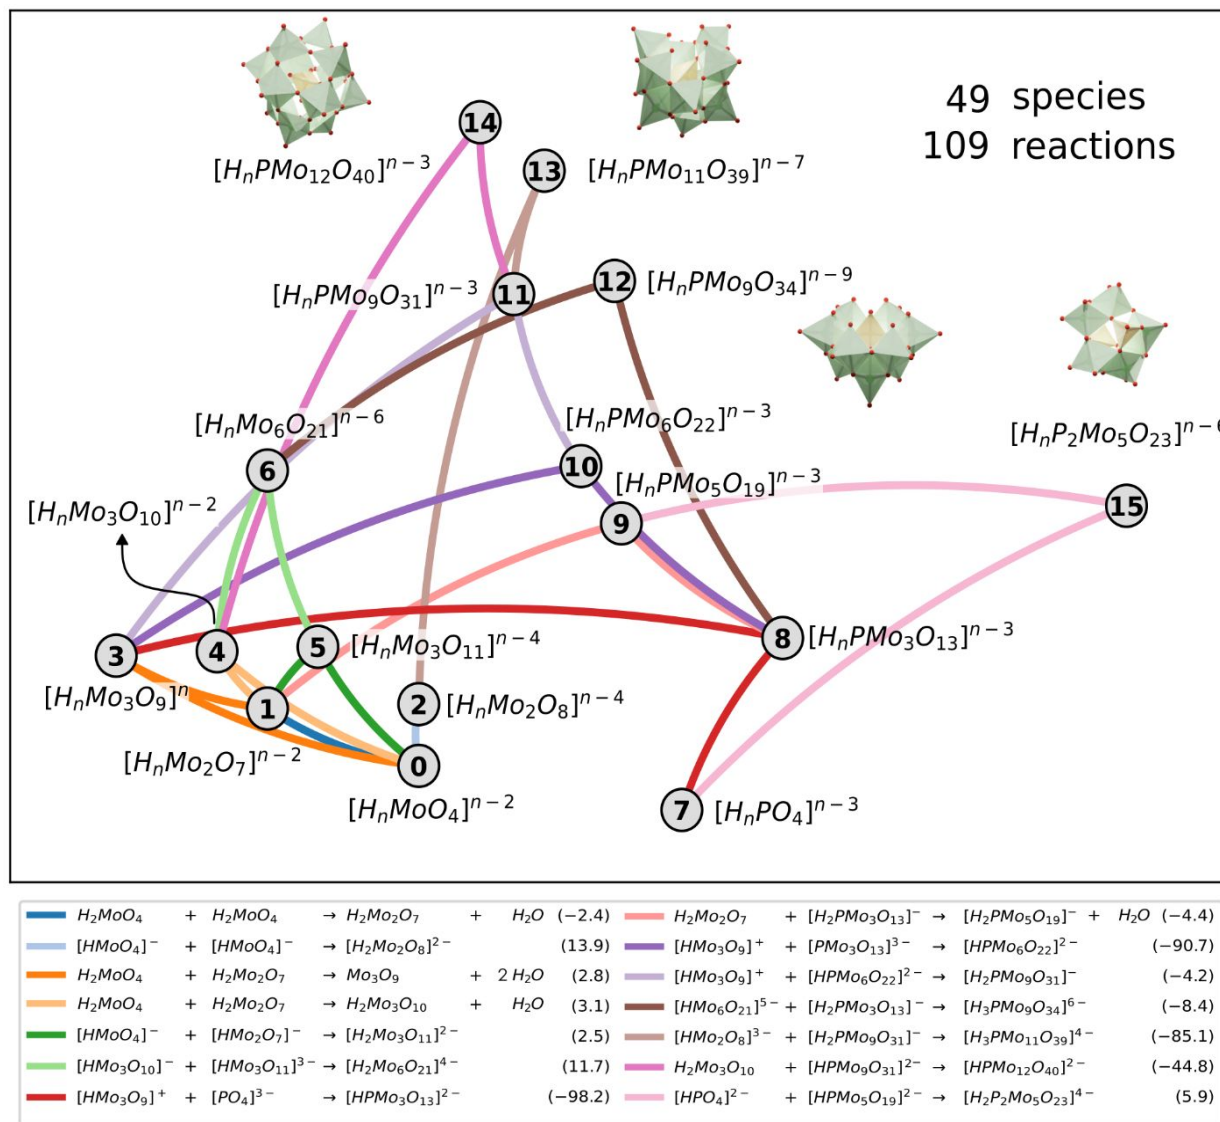 49 species
109 reactions
14
[HₙPMo₁₂O₄₀]ⁿ⁻³
13
[HₙPMo₁₁O₃₉]ⁿ⁻⁷
[HₙPMo₉O₃₁]ⁿ⁻³
11
12
[HₙPMo₉O₃₄]ⁿ⁻⁹
[HₙMo₆O₂₁]ⁿ⁻⁶
[HₙPMo₆O₂₂]ⁿ⁻³
[HₙP₂Mo₅O₂₃]ⁿ⁻⁶
6
10
[HₙPMo₅O₁₉]ⁿ⁻³
[HₙMo₃O₁₀]ⁿ⁻²
9
15
3
4
5
[HₙMo₃O₁₁]ⁿ⁻⁴
8
[HₙPMo₃O₁₃]ⁿ⁻³
[HₙMo₃O₉]ⁿ
1
2
[HₙMo₂O₈]ⁿ⁻⁴
[HₙMo₂O₇]ⁿ⁻²
0
[HₙMoO₄]ⁿ⁻²
7
[HₙPO₄]ⁿ⁻³
H₂MoO₄ + H₂MoO₄ → H₂Mo₂O₇ + H₂O (−2.4)
[HMoO₄]⁻ + [HMoO₄]⁻ → [H₂Mo₂O₈]²⁻ (13.9)
H₂MoO₄ + H₂Mo₂O₇ → Mo₃O₉ + 2 H₂O (2.8)
H₂MoO₄ + H₂Mo₂O₇ → H₂Mo₃O₁₀ + H₂O (3.1)
[HMoO₄]⁻ + [HMo₂O₇]⁻ → [H₂Mo₃O₁₁]²⁻ (2.5)
[HMo₃O₁₀]⁻ + [HMo₃O₁₁]³⁻ → [H₂Mo₆O₂₁]⁴⁻ (11.7)
[HMo₃O₉]⁺ + [PO₄]³⁻ → [HPMo₃O₁₃]²⁻ (−98.2)
H₂Mo₂O₇ + [H₂PMo₃O₁₃]⁻ → [H₂PMo₅O₁₉]⁻ + H₂O (−4.4)
[HMo₃O₉]⁺ + [PMo₃O₁₃]³⁻ → [HPMo₆O₂₂]²⁻ (−90.7)
[HMo₃O₉]⁺ + [HPMo₆O₂₂]²⁻ → [H₂PMo₉O₃₁]⁻ (−4.2)
[HMo₆O₂₁]⁵⁻ + [H₂PMo₃O₁₃]⁻ → [H₃PMo₉O₃₄]⁶⁻ (−8.4)
[HMo₂O₈]³⁻ + [H₂PMo₉O₃₁]⁻ → [H₃PMo₁₁O₃₉]⁴⁻ (−85.1)
H₂Mo₃O₁₀ + [HPMo₉O₃₁]²⁻ → [HPMo₁₂O₄₀]²⁻ (−44.8)
[HPO₄]²⁻ + [HPMo₅O₁₉]²⁻ → [H₂P₂Mo₅O₂₃]⁴⁻ (5.9)